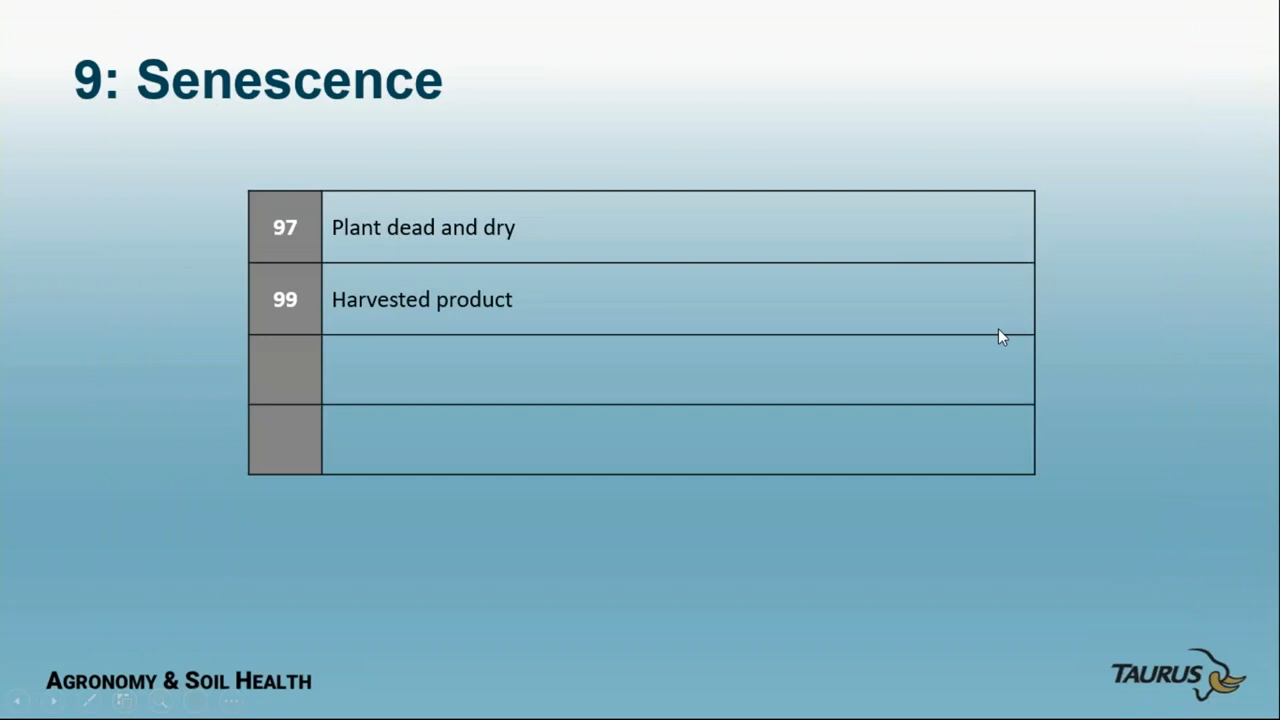 9: Senescence
97 Plant dead and dry
99 Harvested product
AGRONOMY & SOIL HEALTH
TAURUS